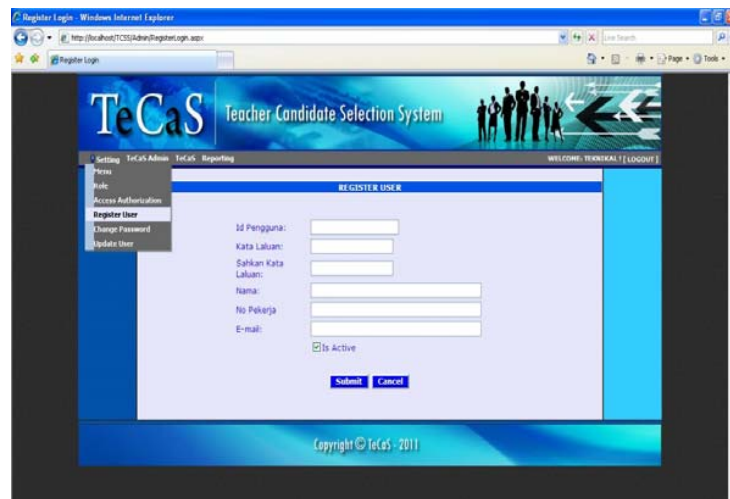 Register Login - Windows Internet Explorer
http://localhost/TCSS/Admin/RegisterLogin.aspx
Live Search
Register Login
Page
Tools
TeCaS
Teacher Candidate Selection System
Setting TeCaS Admin TeCaS Reporting
WELCOME: TEKNIKAL 1 [ LOGOUT ]
Menu
Role
Access Authorization
Register User
Change Password
Update User
REGISTER USER
Id Pengguna:
Kata Laluan:
Sahkan Kata
Laluan:
Nama:
No Pekerja
E-mail:
Is Active
Submit Cancel
Copyright © TeCaS - 2011